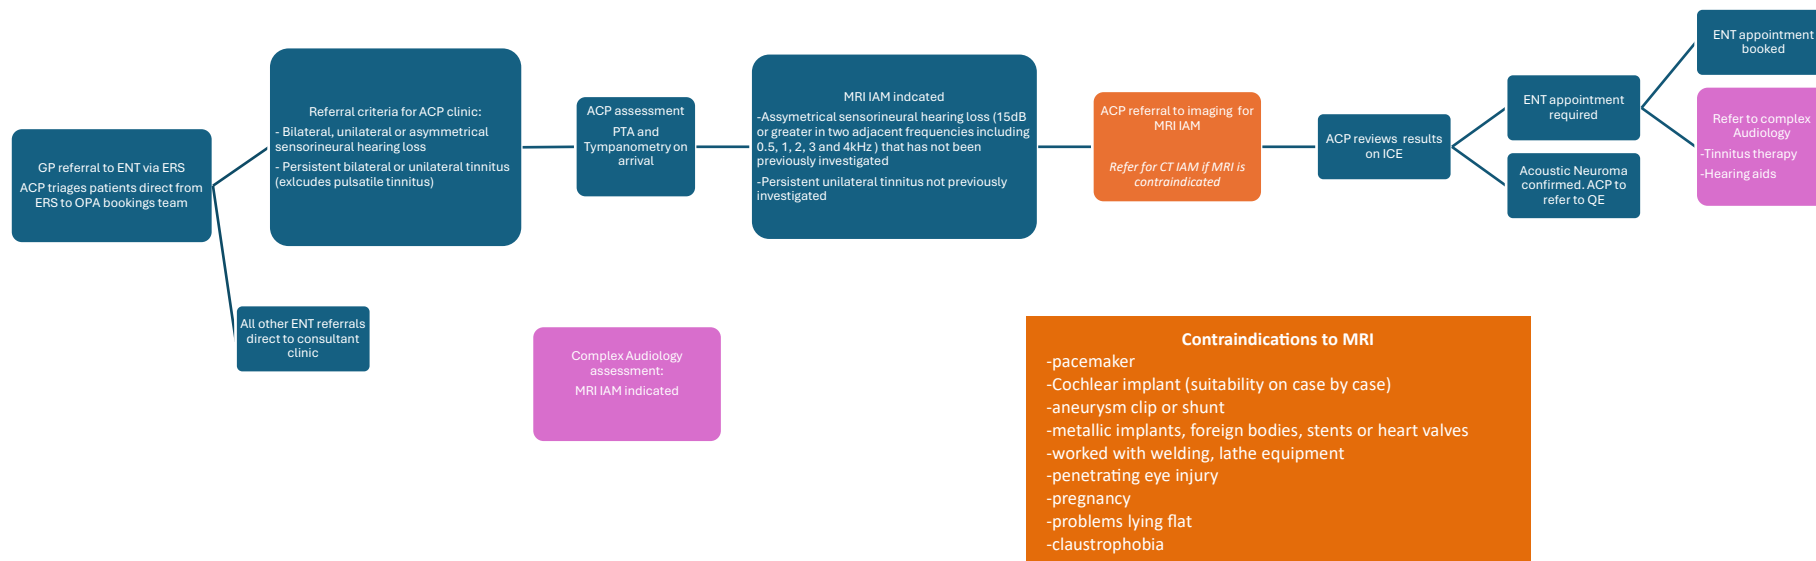 GP referral to ENT via ERS
ACP triages patients direct from
ERS to OPA bookings team
Referral criteria for ACP clinic:
- Bilateral, unilateral or asymmetrical
sensorineural hearing loss
- Persistent bilateral or unilateral tinnitus
(exlcudes pulsatile tinnitus)
All other ENT referrals
direct to consultant
clinic
ACP assessment
PTA and
Tympanometry on
arrival
Complex Audiology
assessment:
MRI IAM indicated
MRI IAM indcated
-Assymetrical sensorineural hearing loss (15dB
or greater in two adjacent frequencies including
0.5, 1, 2, 3 and 4kHz ) that has not been
previously investigated
-Persistent unilateral tinnitus not previously
investigated
ACP referral to imaging for
MRI IAM
Refer for CT IAM if MRI is
contraindicated
ACP reviews results
on ICE
ENT appointment
required
Acoustic Neuroma
confirmed. ACP to
refer to QE
ENT appointment
booked
Refer to complex
Audiology
-Tinnitus therapy
-Hearing aids
Contraindications to MRI
-pacemaker
-Cochlear implant (suitability on case by case)
-aneurysm clip or shunt
-metallic implants, foreign bodies, stents or heart valves
-worked with welding, lathe equipment
-penetrating eye injury
-pregnancy
-problems lying flat
-claustrophobia